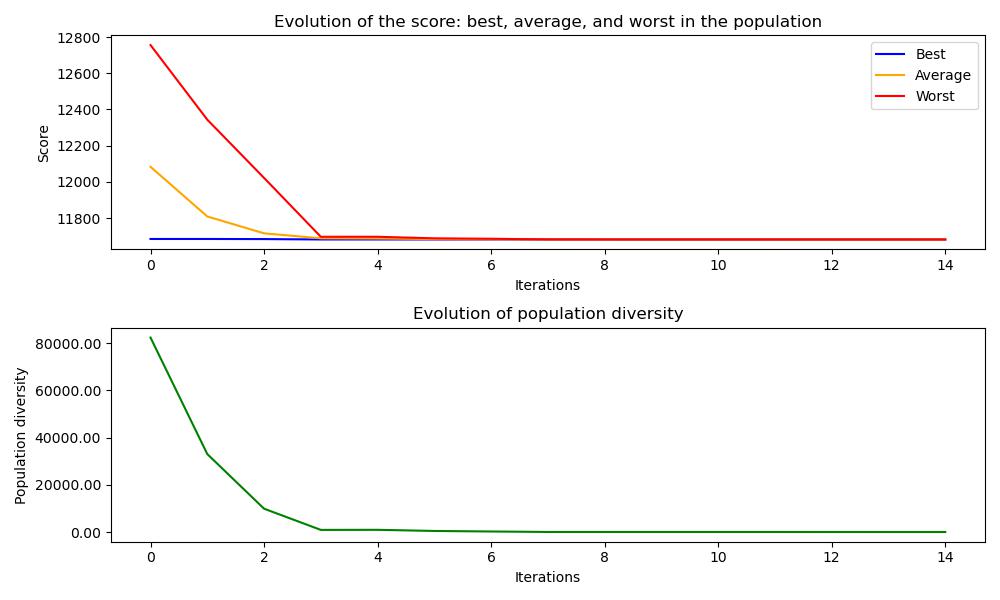 Evolution of the score: best, average, and worst in the population
12800
12600
12400
12200
12000
11800
Score
Best
Average
Worst
0 2 4 6 8 10 12 14
Iterations
Evolution of population diversity
80000.00
60000.00
40000.00
20000.00
0.00
Population diversity
0 2 4 6 8 10 12 14
Iterations